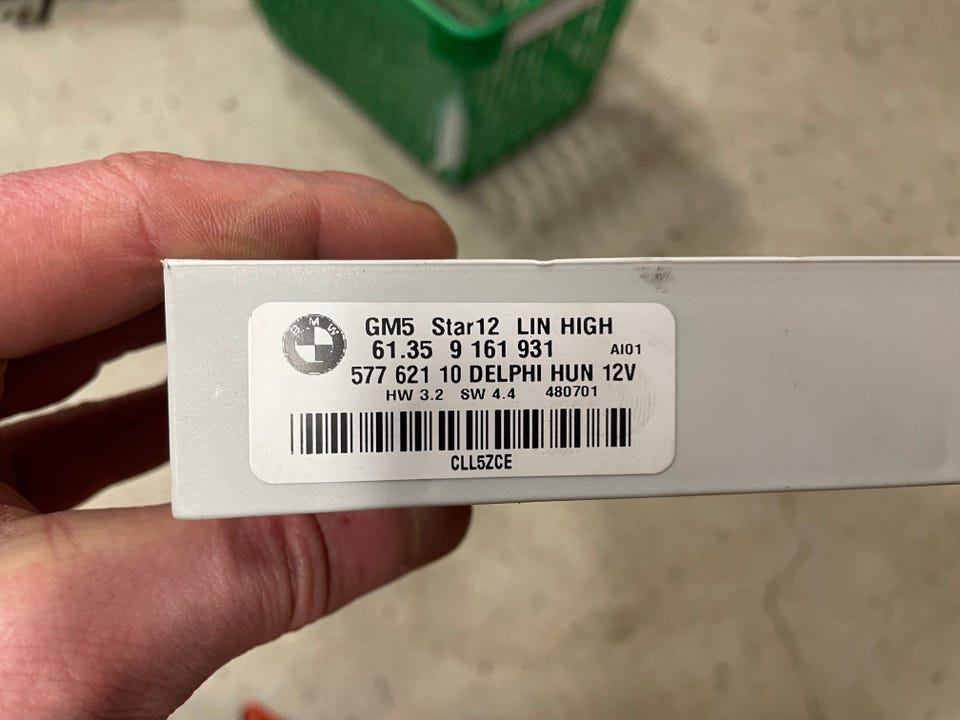 BMW
GM5 Star12 LIN HIGH
61.35 9 161 931 AI01
577 621 10 DELPHI HUN 12V
HW 3.2 SW 4.4 480701
CLL5ZCE